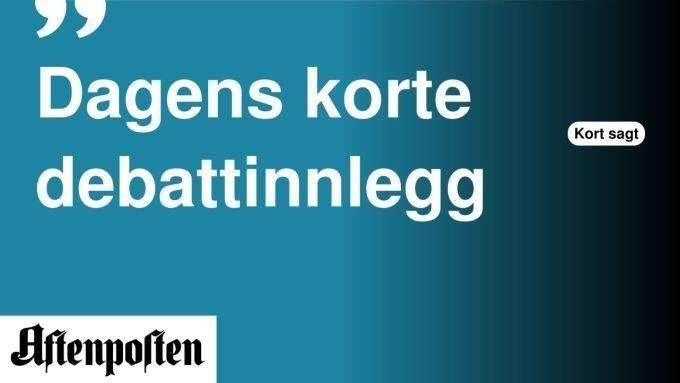 ”
Dagens korte
debattinnlegg
Kort sagt
Aftenposten